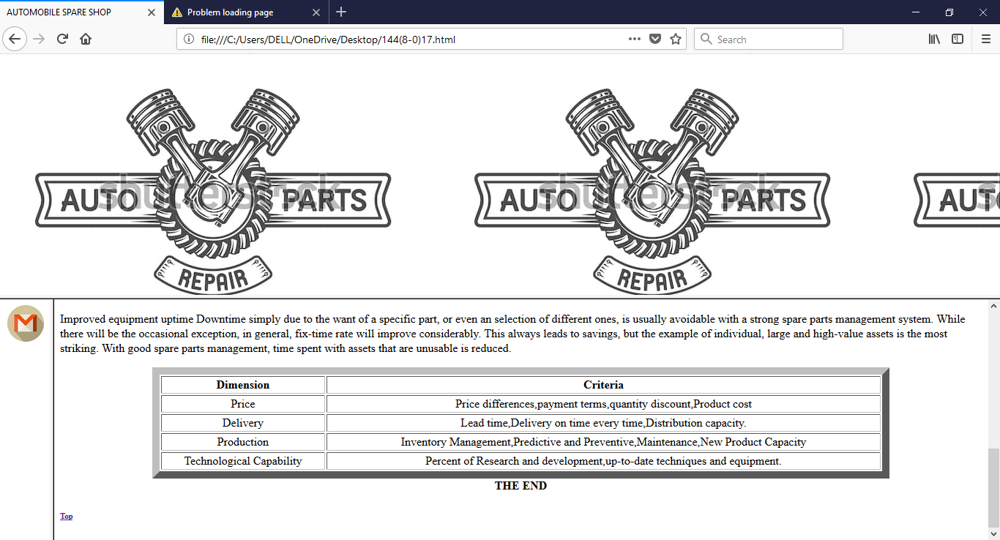 AUTOMOBILE SPARE SHOP
Problem loading page
file:///C:/Users/DELL/OneDrive/Desktop/144(8-0)17.html
Search
AUTO shutterstock PARTS
REPAIR
AUTO shutterstock PARTS
REPAIR
AUT
Improved equipment uptime Downtime simply due to the want of a specific part, or even an selection of different ones, is usually avoidable with a strong spare parts management system. While
there will be the occasional exception, in general, fix-time rate will improve considerably. This always leads to savings, but the example of individual, large and high-value assets is the most
striking. With good spare parts management, time spent with assets that are unusable is reduced.
Dimension Criteria
Price Price differences,payment terms,quantity discount,Product cost
Delivery Lead time,Delivery on time every time,Distribution capacity.
Production Inventory Management,Predictive and Preventive,Maintenance,New Product Capacity
Technological Capability Percent of Research and development,up-to-date techniques and equipment.
THE END
Top